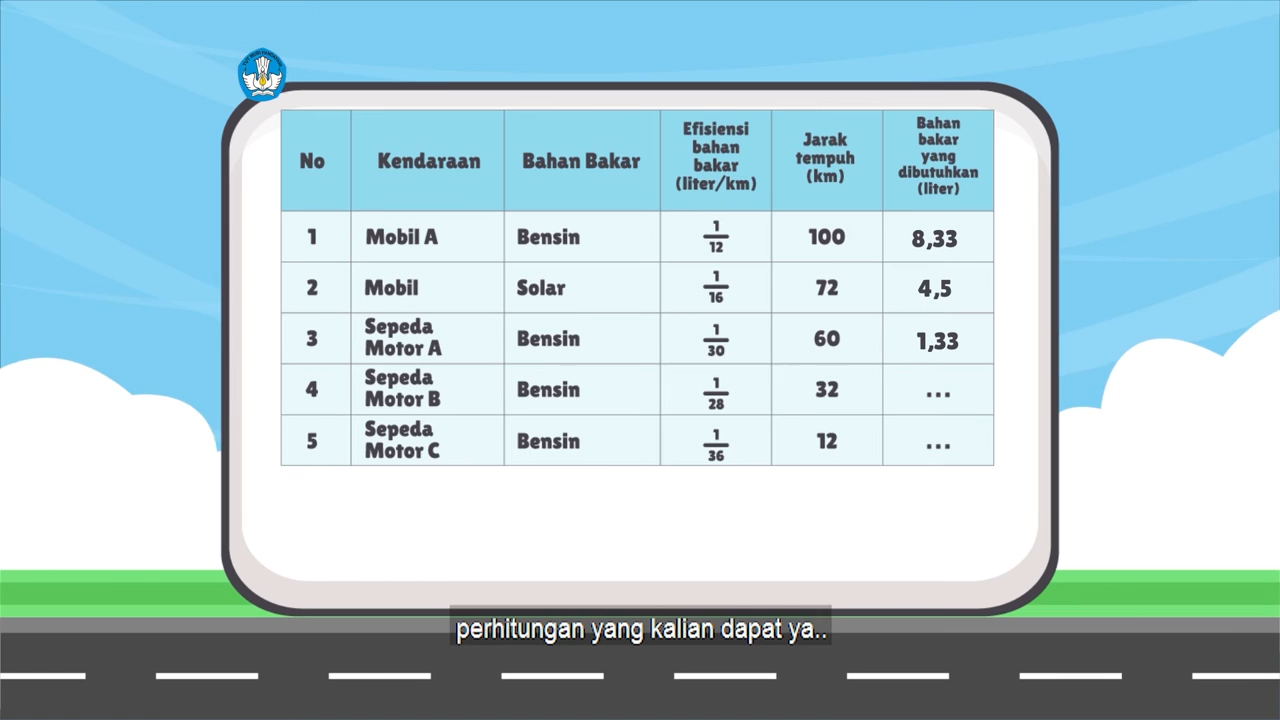 No Kendaraan Bahan Bakar Efisiensi bahan bakar (liter/km) Jarak tempuh (km) Bahan bakar yang dibutuhkan (liter)
1 Mobil A Bensin 1/12 100 8,33
2 Mobil Solar 1/16 72 4,5
3 Sepeda Motor A Bensin 1/30 60 1,33
4 Sepeda Motor B Bensin 1/28 32 ...
5 Sepeda Motor C Bensin 1/36 12 ...
perhitungan yang kalian dapat ya..